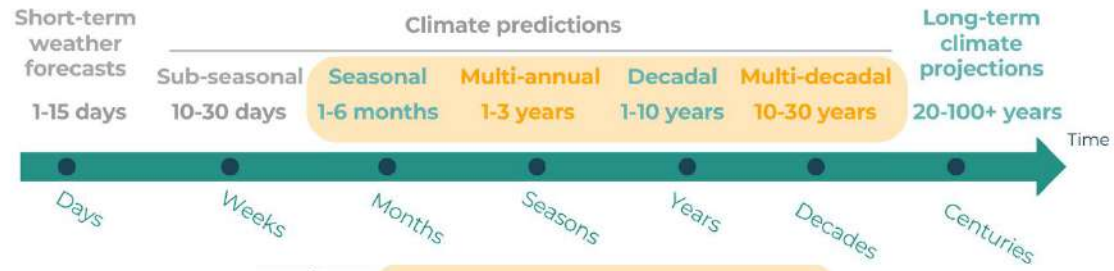 Short-term
weather
forecasts
1-15 days
Climate predictions
Sub-seasonal
10-30 days
Seasonal
1-6 months
Multi-annual
1-3 years
Decadal
1-10 years
Multi-decadal
10-30 years
Long-term
climate
projections
20-100+ years
Time
Days
Weeks
Months
Seasons
Years
Decades
Centuries